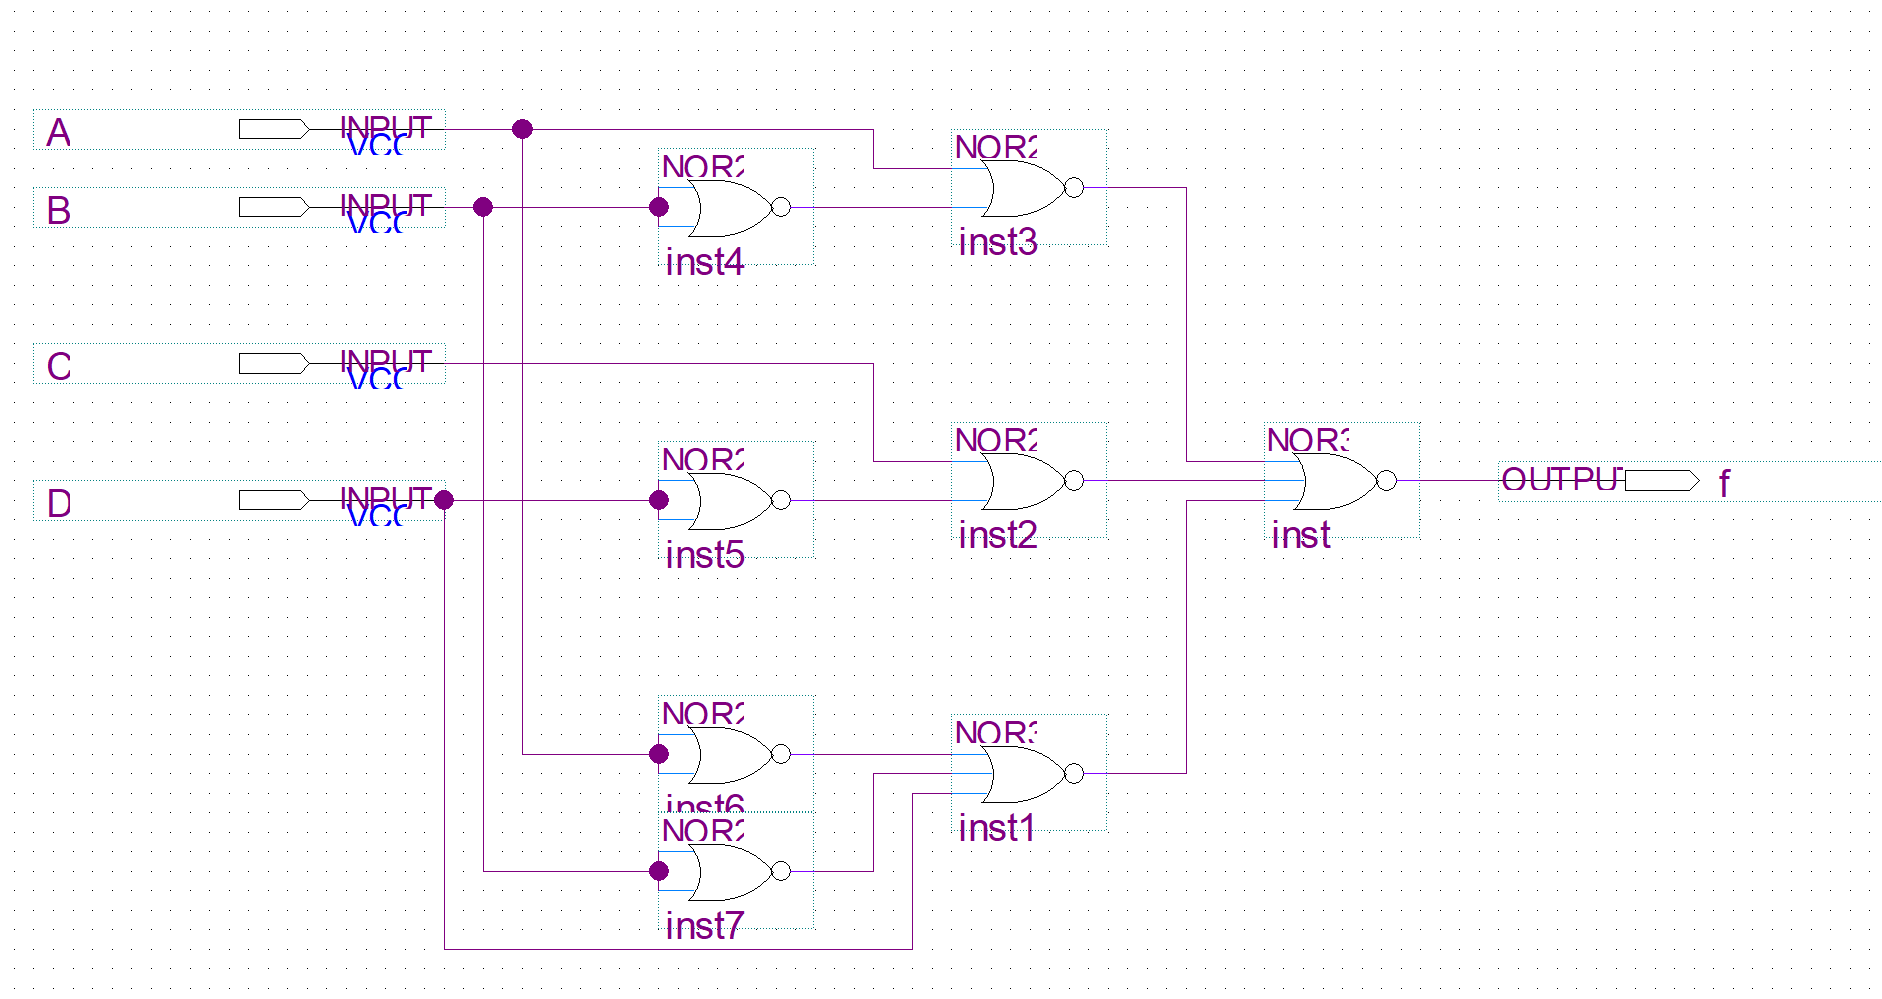 A
INPUT
VCC
B
INPUT
VCC
NOR2
inst4
NOR2
inst3
C
INPUT
VCC
D
INPUT
VCC
NOR2
inst5
NOR2
inst2
NOR3
inst
OUTPUT
f
NOR2
inst6
NOR2
inst7
NOR3
inst1